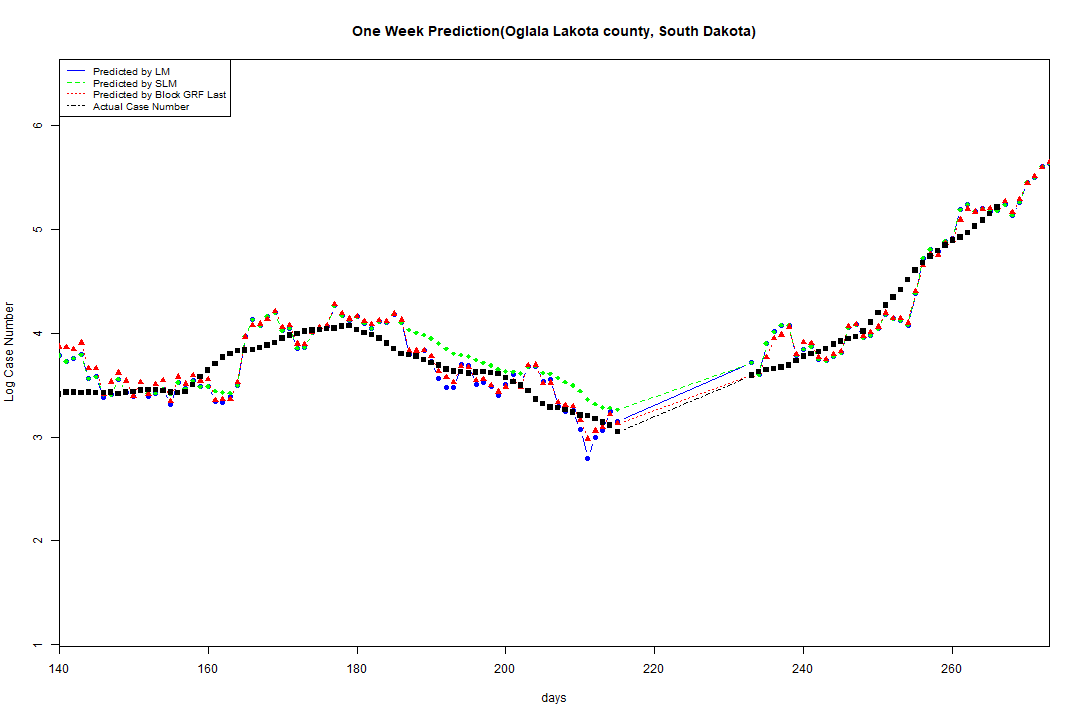 One Week Prediction(Oglala Lakota county, South Dakota)
Predicted by LM
Predicted by SLM
Predicted by Block GRF Last
Actual Case Number
Log Case Number
6
5
4
3
2
1
140 160 180 200 220 240 260
days